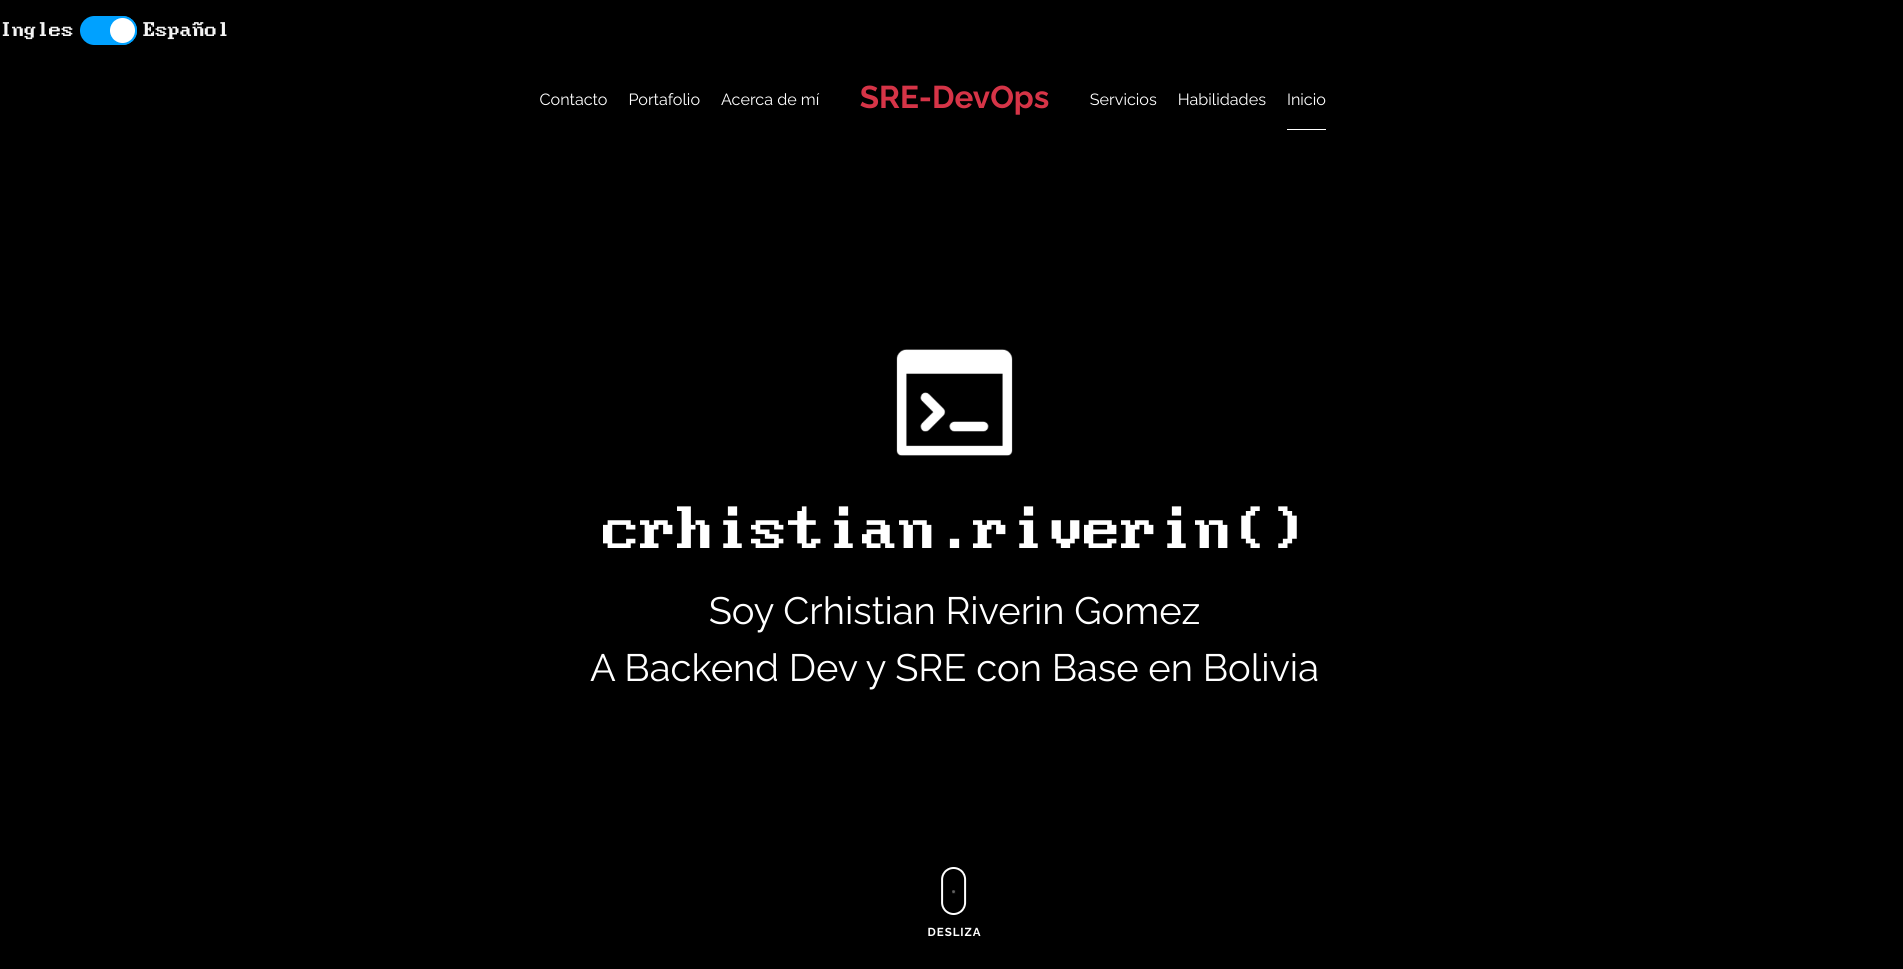 Ingles Español
Contacto Portafolio Acerca de mí SRE-DevOps Servicios Habilidades Inicio
crhistian.riverin()
Soy Crhistian Riverin Gomez
A Backend Dev y SRE con Base en Bolivia
DESLIZA